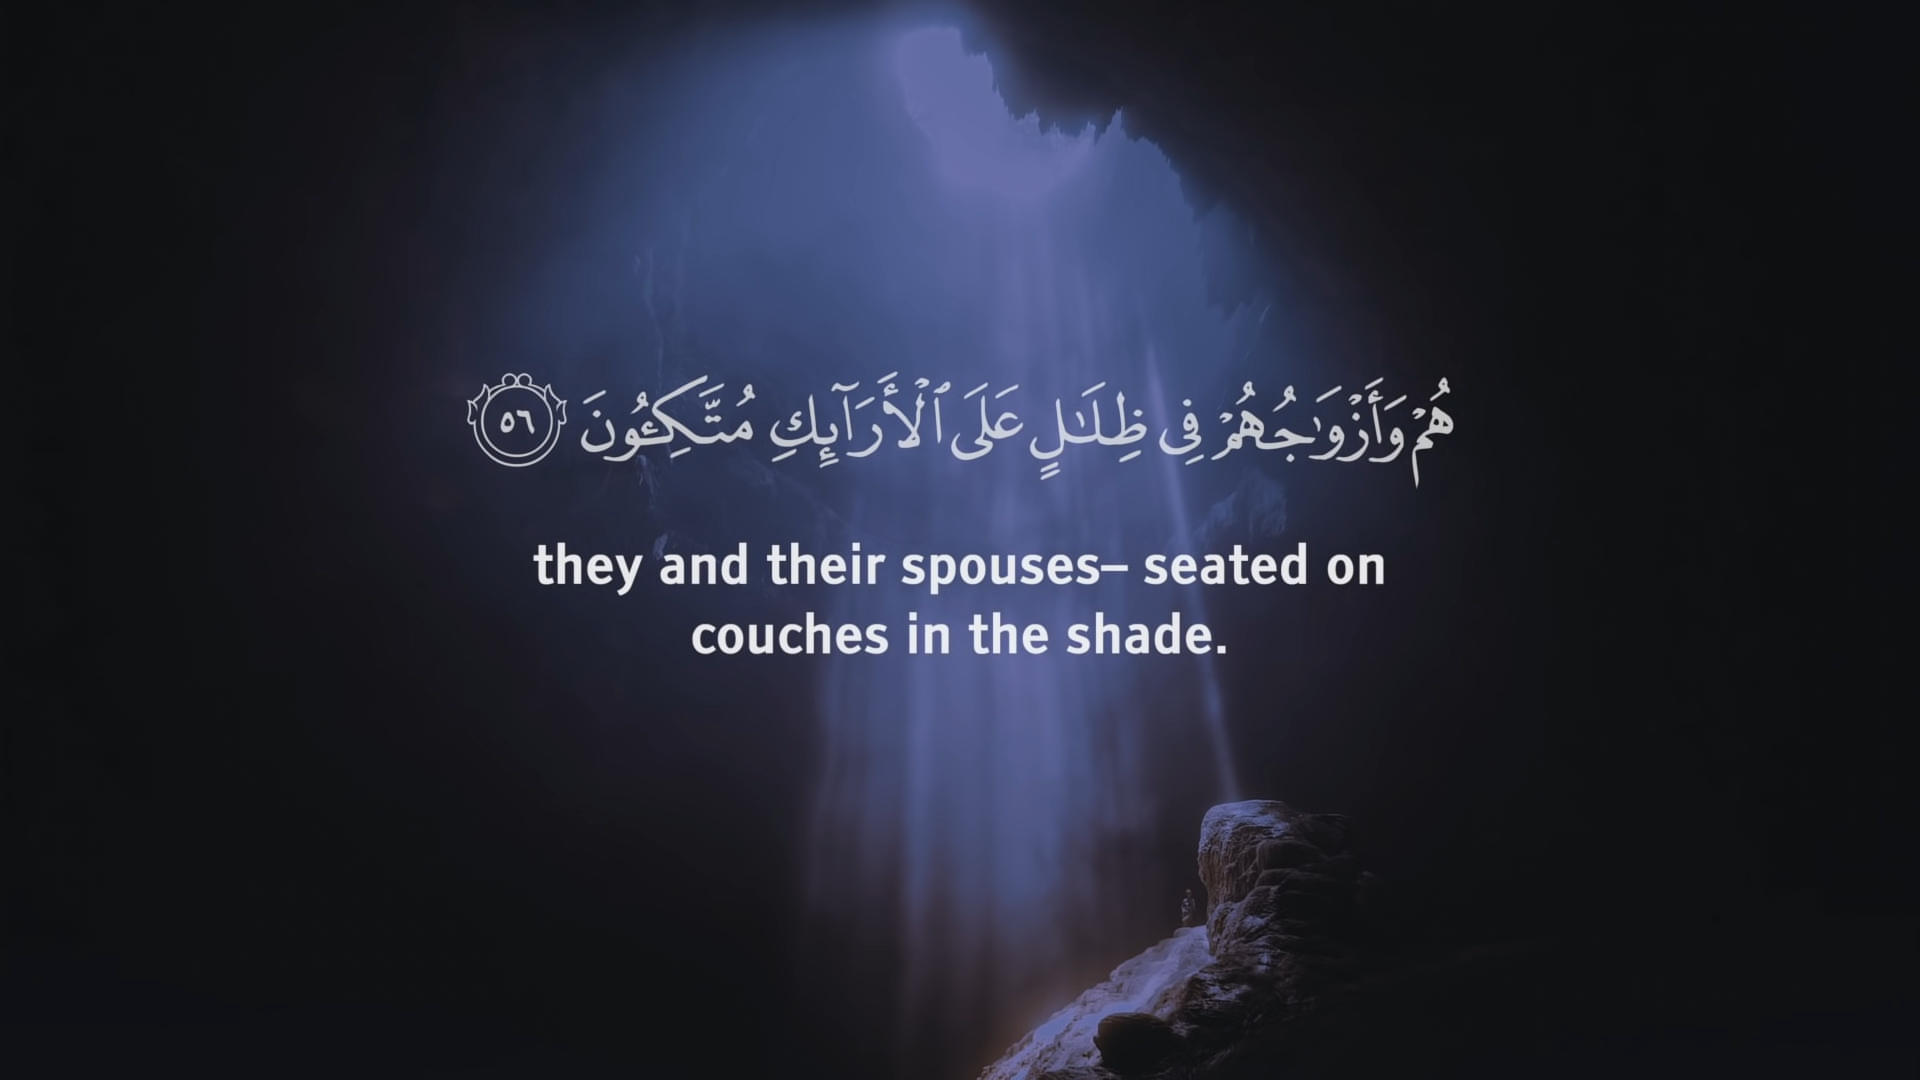 هُمْ وَأَزْوَٰجُهُمْ فِى ظِلَـٰلٍ عَلَى ٱلْأَرَآئِكِ مُتَّكِـُٔونَ ٥٦
they and their spouses– seated on
couches in the shade.